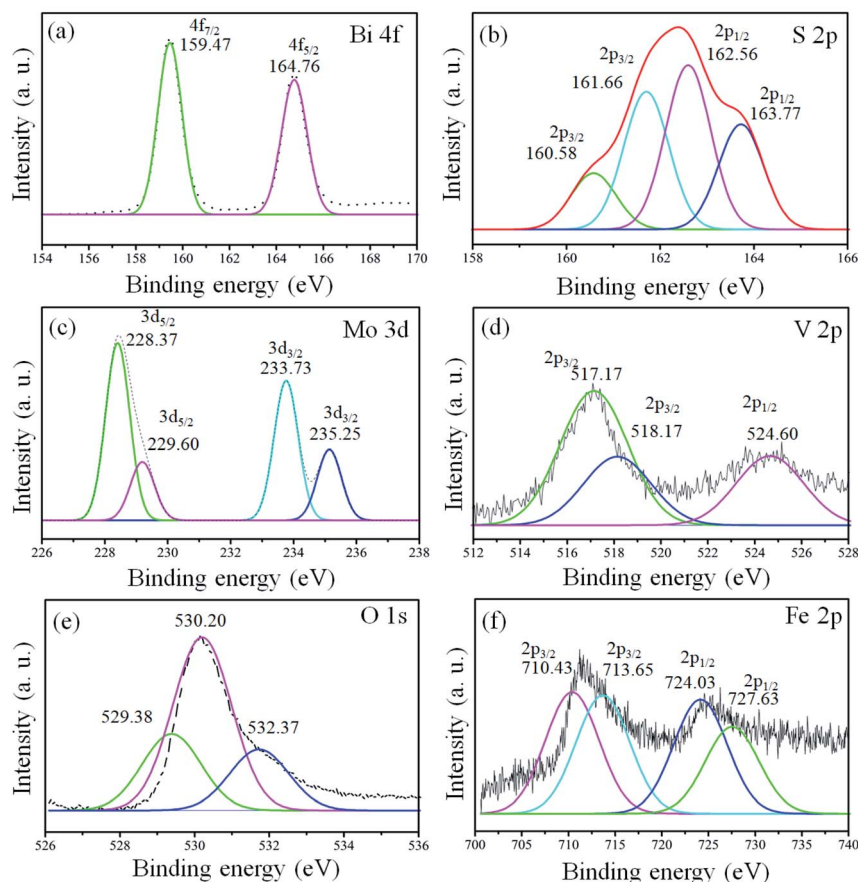 (a)
Bi 4f
4f7/2
159.47
4f5/2
164.76
Intensity (a. u.)
154 156 158 160 162 164 166 168 170
Binding energy (eV)
(b)
S 2p
2p3/2
160.58
2p3/2
161.66
2p1/2
162.56
2p1/2
163.77
Intensity (a. u.)
158 160 162 164 166
Binding energy (eV)
(c)
Mo 3d
3d5/2
228.37
3d5/2
229.60
3d3/2
233.73
3d3/2
235.25
Intensity (a. u.)
226 228 230 232 234 236 238
Binding energy (eV)
(d)
V 2p
2p3/2
517.17
2p3/2
518.17
2p1/2
524.60
Intensity (a. u.)
512 514 516 518 520 522 524 526 528
Binding energy (eV)
(e)
O 1s
529.38
530.20
532.37
Intensity (a. u.)
526 528 530 532 534 536
Binding energy (eV)
(f)
Fe 2p
2p3/2
710.43
2p3/2
713.65
2p1/2
724.03
2p1/2
727.63
Intensity (a. u.)
700 705 710 715 720 725 730 735 740
Binding energy (eV)